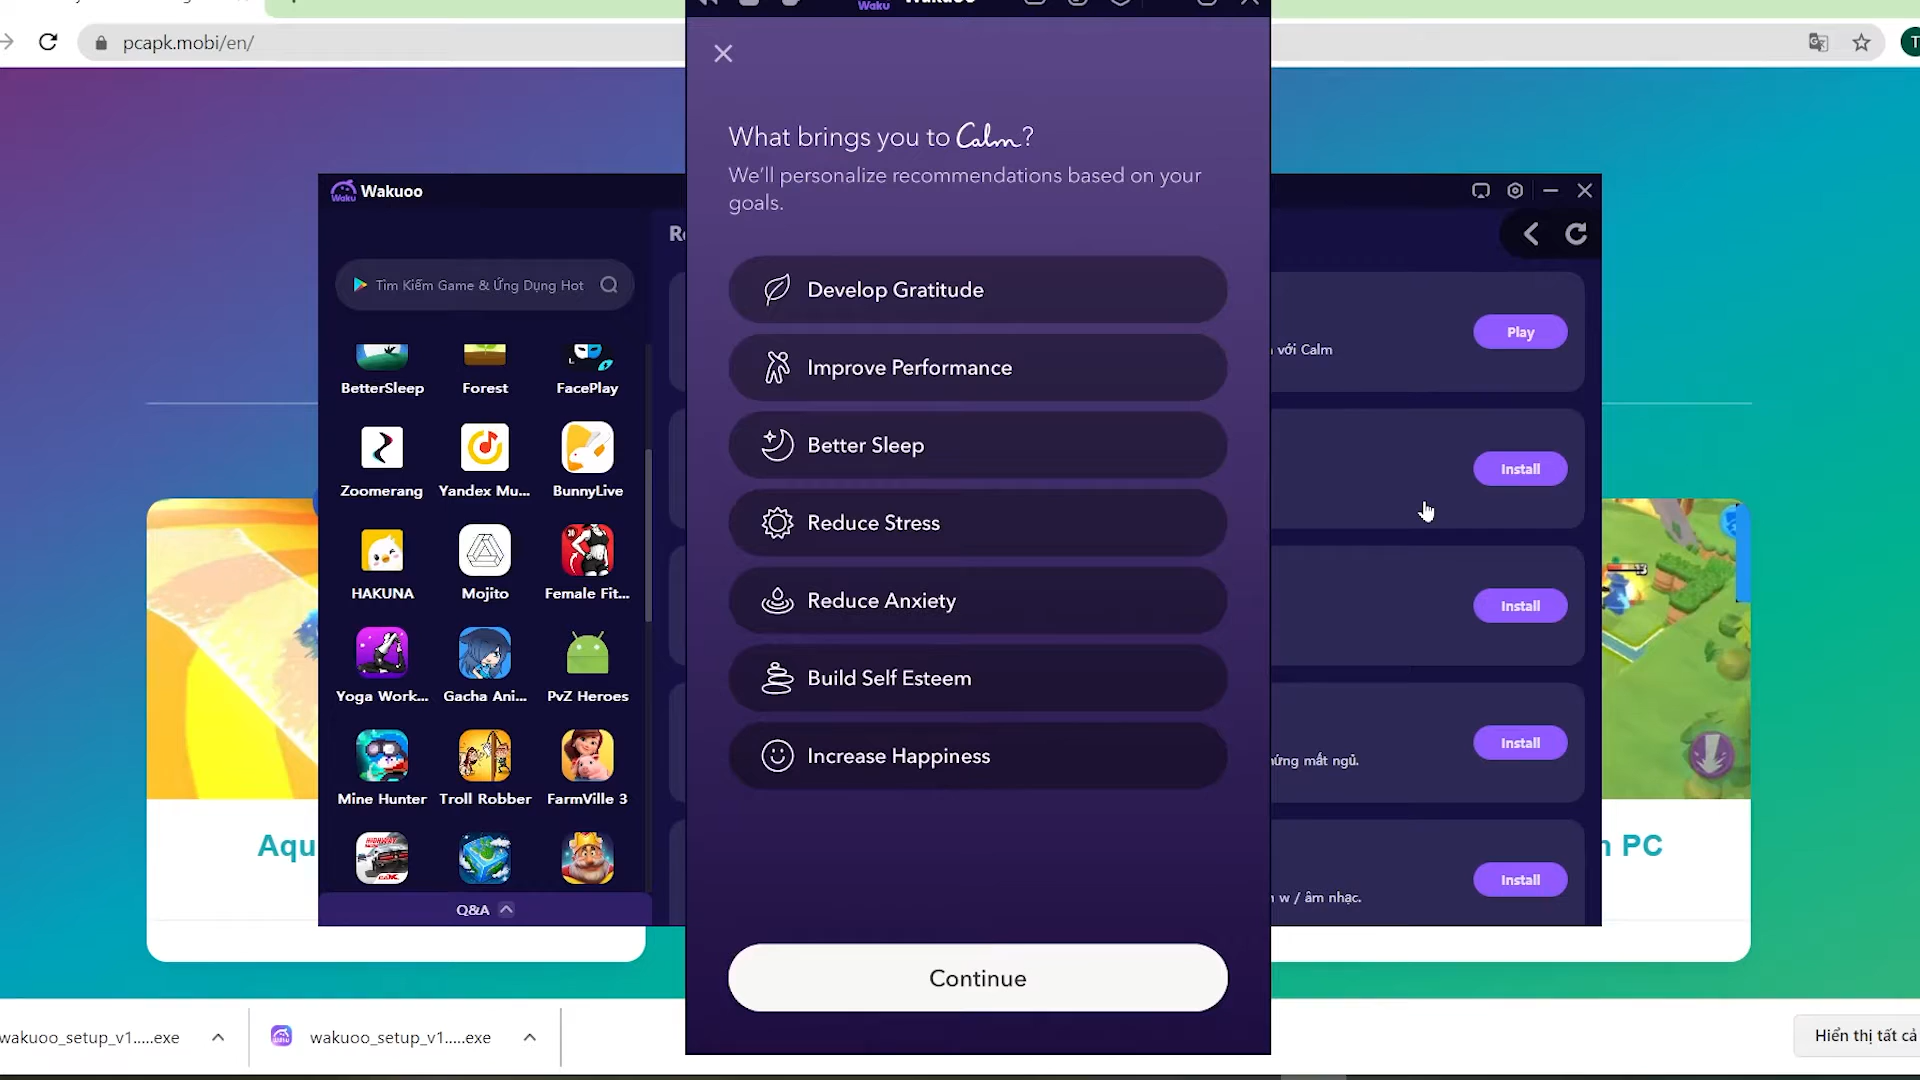 pcapk.mobi/en/
Waku
What brings you to Calm?
We'll personalize recommendations based on your
goals.
Develop Gratitude
Improve Performance
Better Sleep
Reduce Stress
Reduce Anxiety
Build Self Esteem
Increase Happiness
Continue
Waku Wakuoo
Tìm Kiếm Game & Ứng Dụng Hot
BetterSleep Forest FacePlay
Zoomerang Yandex Mu... BunnyLive
HAKUNA Mojito Female Fit...
Yoga Work... Gacha Ani... PvZ Heroes
Mine Hunter Troll Robber FarmVille 3
Q&A
Play
với Calm
Install
Install
Install
mất ngủ.
Install
w / âm nhạc.
Aqu
PC
wakuoo_setup_v1.....exe
wakuoo_setup_v1.....exe
Hiển thị tất cả